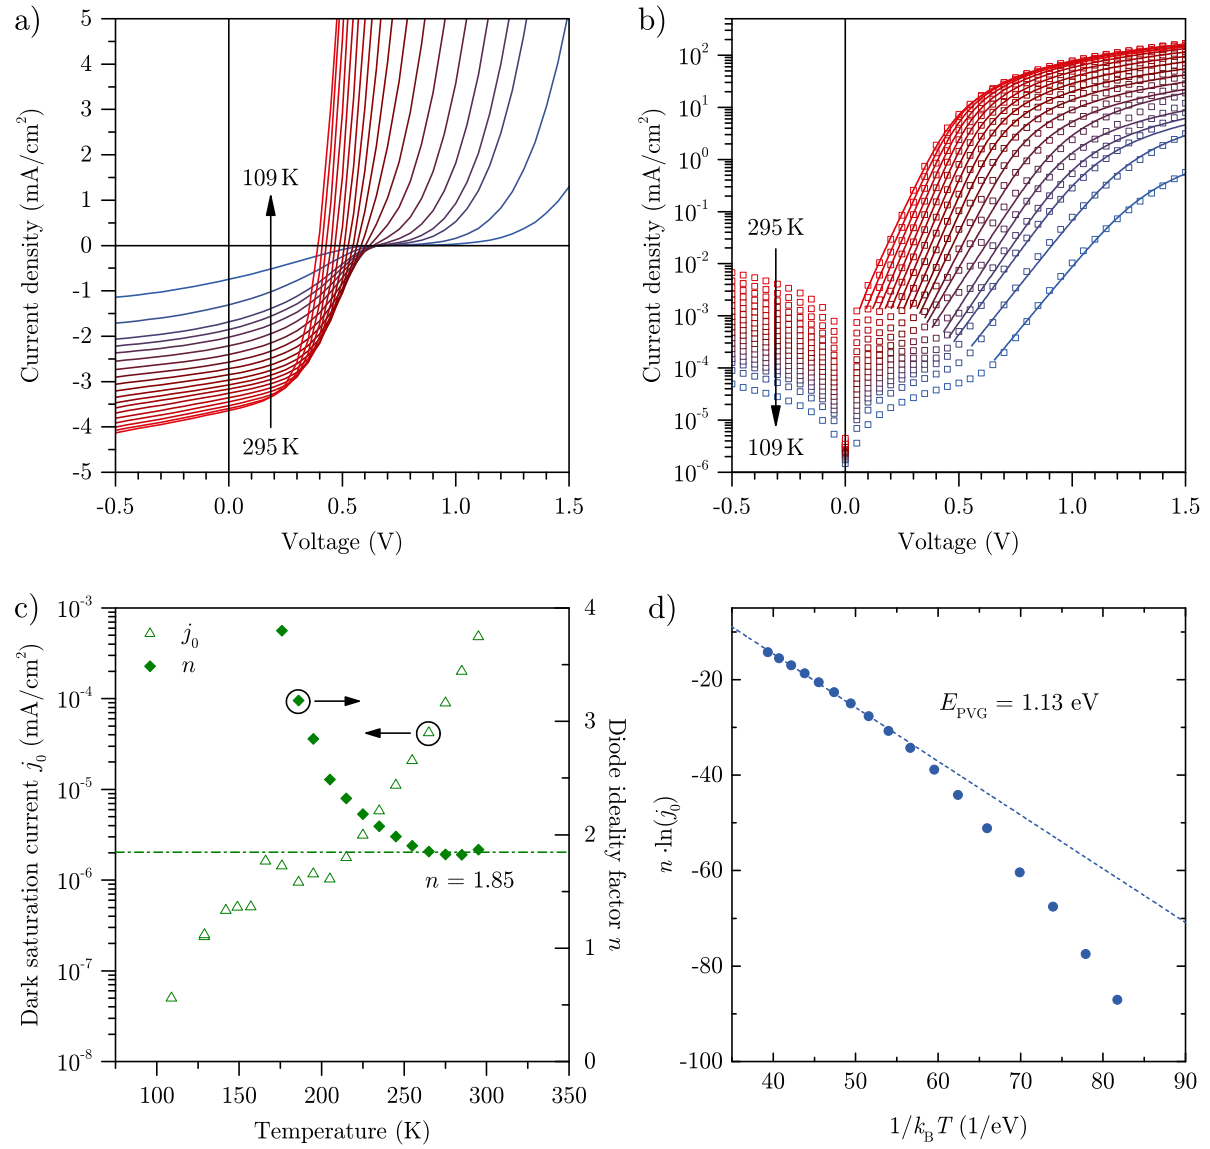 a)
5
4
3
2
1
0
-1
-2
-3
-4
-5
-0.5
0.0
0.5
1.0
1.5
Current density (mA/cm²)
Voltage (V)
109 K
295 K
b)
10²
10¹
10⁰
10⁻¹
10⁻²
10⁻³
10⁻⁴
10⁻⁵
10⁻⁶
-0.5
0.0
0.5
1.0
1.5
Current density (mA/cm²)
Voltage (V)
295 K
109 K
c)
10⁻³
10⁻⁴
10⁻⁵
10⁻⁶
10⁻⁷
10⁻⁸
Dark saturation current j₀ (mA/cm²)
j₀
n
n = 1.85
4
3
2
1
0
Diode ideality factor n
100
150
200
250
300
350
Temperature (K)
d)
-20
-40
-60
-80
-100
n·ln(j₀)
E_PVG = 1.13 eV
40
50
60
70
80
90
1/k_B T (1/eV)